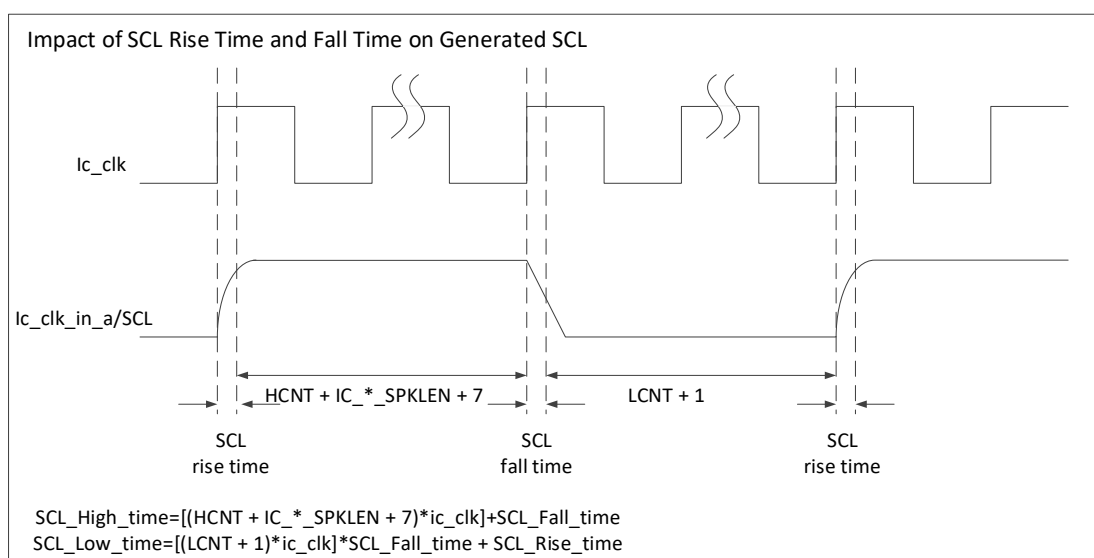 Impact of SCL Rise Time and Fall Time on Generated SCL
Ic_clk
Ic_clk_in_a/SCL
HCNT + IC_*_SPKLEN + 7
LCNT + 1
SCL
rise time
SCL
fall time
SCL
rise time
SCL_High_time=[(HCNT + IC_*_SPKLEN + 7)*ic_clk]+SCL_Fall_time
SCL_Low_time=[(LCNT + 1)*ic_clk]*SCL_Fall_time + SCL_Rise_time